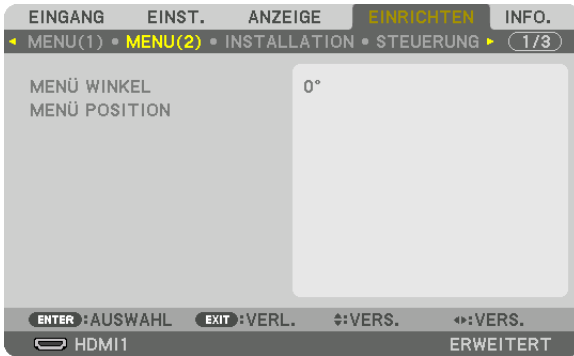 EINGANG EINST. ANZEIGE EINRICHTEN INFO.
MENU(1) • MENU(2) • INSTALLATION • STEUERUNG 1/3
MENÜ WINKEL 0°
MENÜ POSITION
ENTER :AUSWAHL EXIT :VERL. :VERS. :VERS.
HDMI1 ERWEITERT